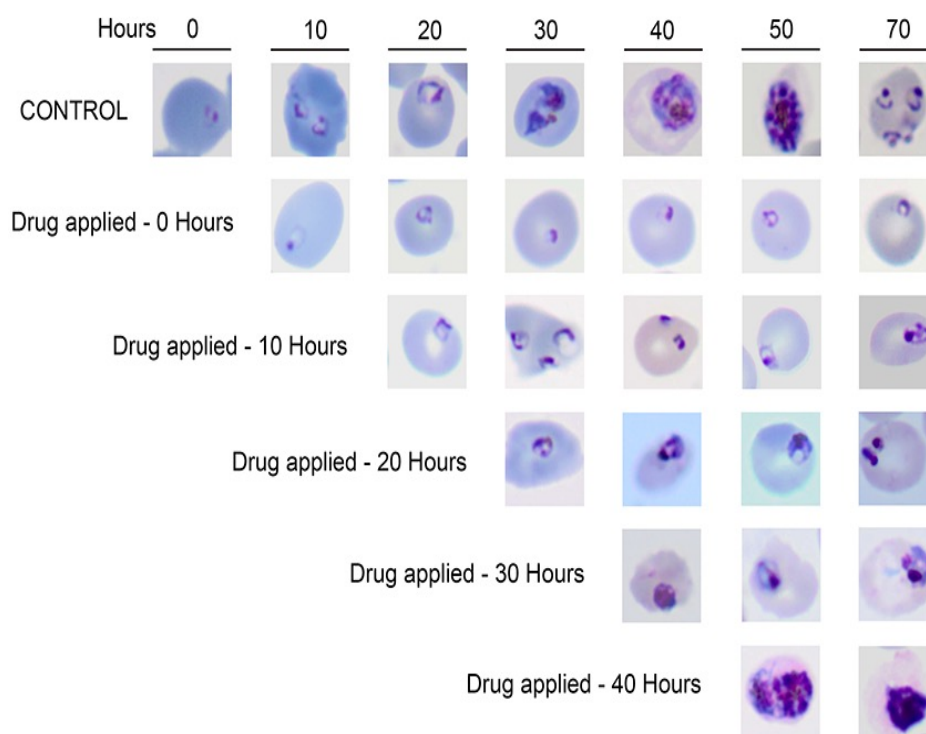 Hours 0 10 20 30 40 50 70
CONTROL
Drug applied - 0 Hours
Drug applied - 10 Hours
Drug applied - 20 Hours
Drug applied - 30 Hours
Drug applied - 40 Hours